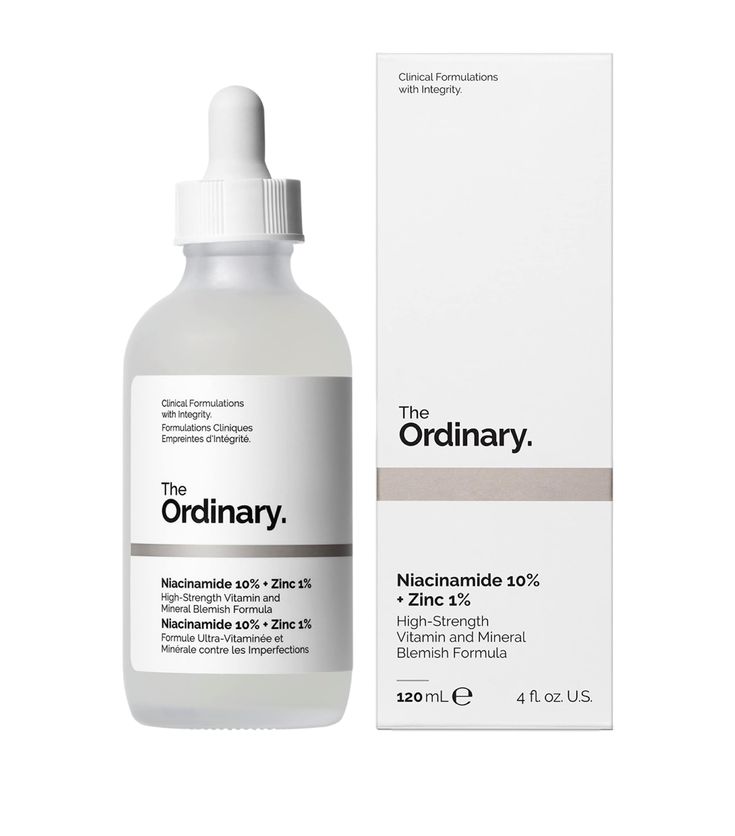 Clinical Formulations
with Integrity.
Formulations Cliniques
Empreintes d'Intégrité.
The
Ordinary.
Niacinamide 10% + Zinc 1%
High-Strength Vitamin and
Mineral Blemish Formula
Niacinamide 10% + Zinc 1%
Formule Ultra-Vitaminée et
Minérale contre les Imperfections
Clinical Formulations
with Integrity.
The
Ordinary.
Niacinamide 10%
+ Zinc 1%
High-Strength
Vitamin and Mineral
Blemish Formula
120 mL ℮ 4 fl. oz. U.S.